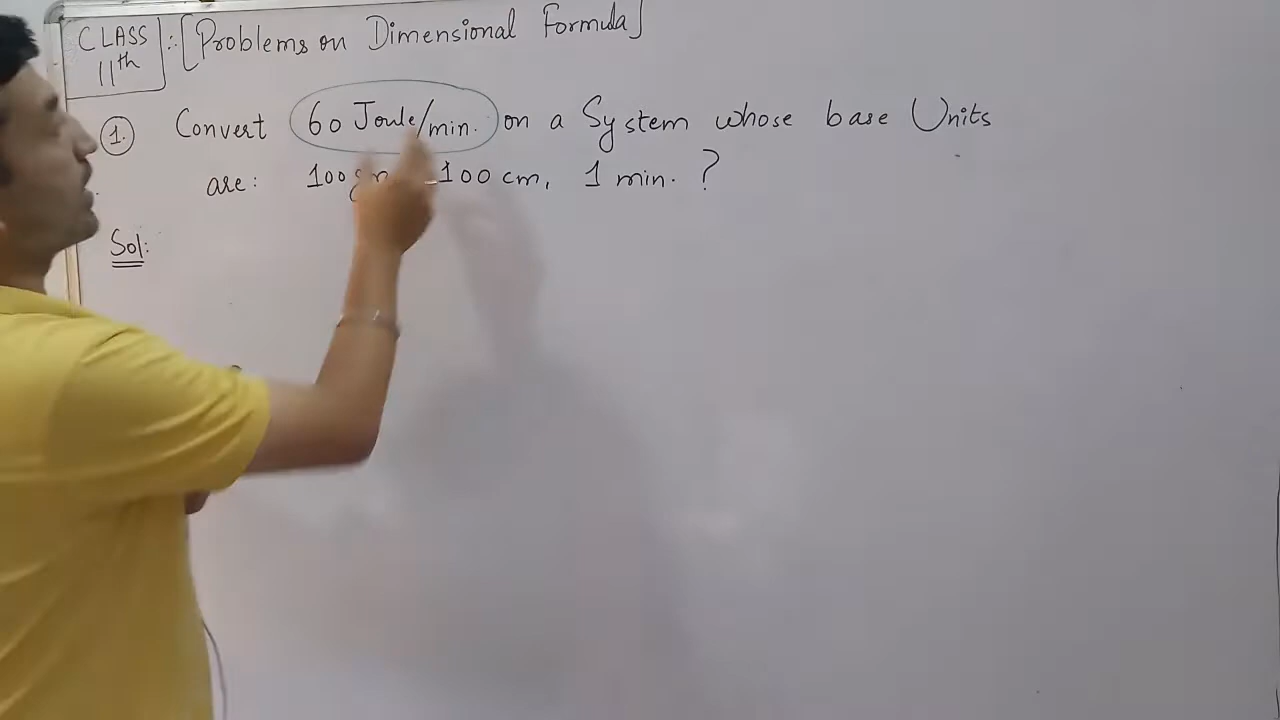 CLASS 11th :- [Problems on Dimensional Formula]
1. Convert 60 Joule/min. on a System whose base Units
are: 100 100 cm, 1 min. ?
Sol: